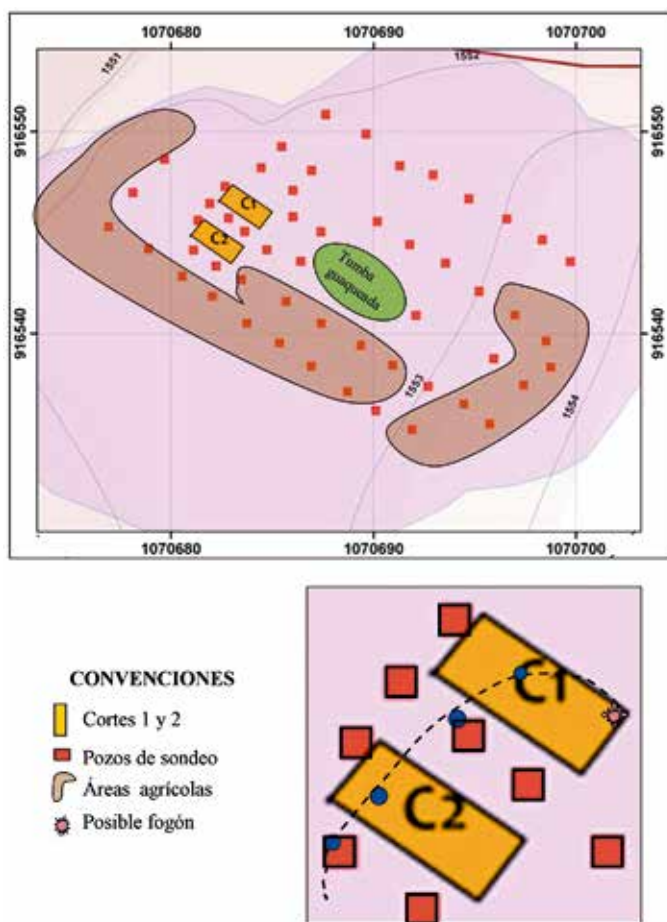 1070680 1070690 1070700
1551
1552
916550 916550
C1
C2
Tumba
guaqueada
916540 916540
1553
1554
1070680 1070690 1070700
CONVENCIONES
Cortes 1 y 2
Pozos de sondeo
Áreas agrícolas
Posible fogón
C1
C2